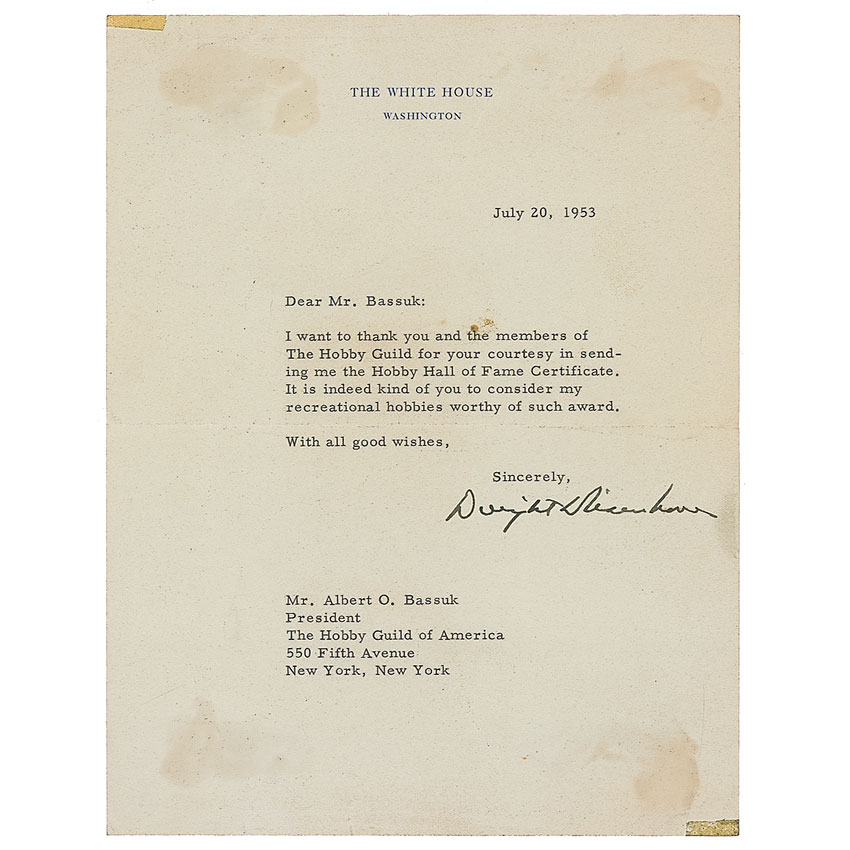 THE WHITE HOUSE
WASHINGTON
July 20, 1953
Dear Mr. Bassuk:
I want to thank you and the members of
The Hobby Guild for your courtesy in send-
ing me the Hobby Hall of Fame Certificate.
It is indeed kind of you to consider my
recreational hobbies worthy of such award.
With all good wishes,
Sincerely,
Dwight D Eisenhower
Mr. Albert O. Bassuk
President
The Hobby Guild of America
550 Fifth Avenue
New York, New York